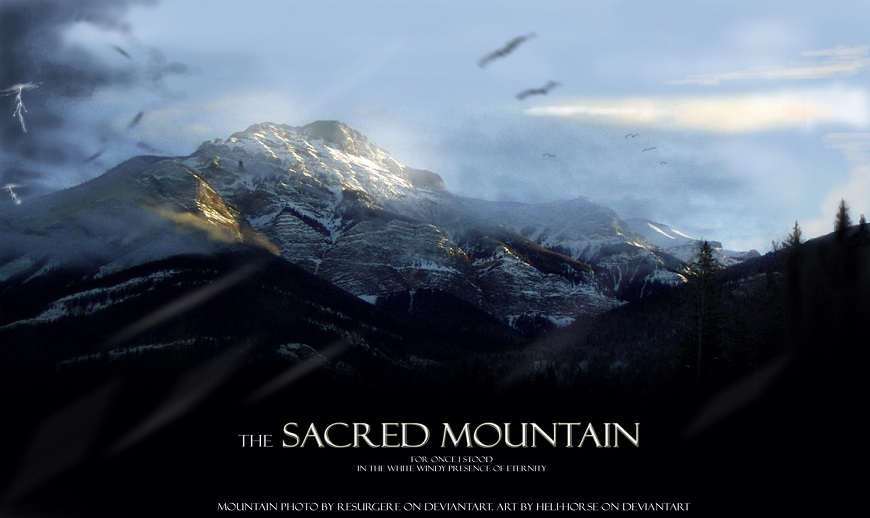 THE SACRED MOUNTAIN
FOR ONCE I STOOD
IN THE WHITE WINDY PRESENCE OF ETERNITY
MOUNTAIN PHOTO BY RESURGERE ON DEVIANTART, ART BY HELHHORSE ON DEVIANTART